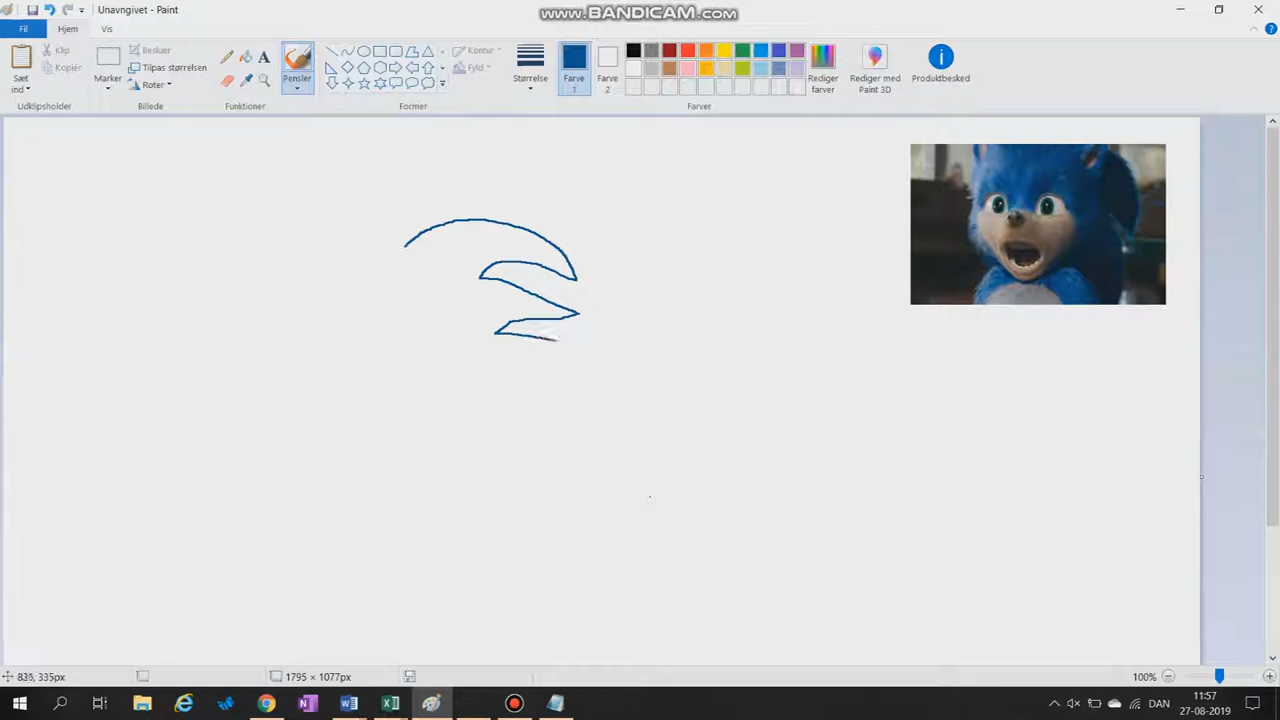 www.BANDICAM.com
Unavngivet - Paint
Fil Hjem Vis
Sæt ind
Klip
Kopiér
Udklipsholder
Marker
Beskær
Tilpas størrelsen
Roter
Billede
A
Funktioner
Pensler
Kontur
Fyld
Former
Størrelse
Farve 1
Farve 2
Rediger farver
Farver
Rediger med Paint 3D
Produktbesked
335px
1795 × 1077px
100%
DAN
11:57
27-08-2019